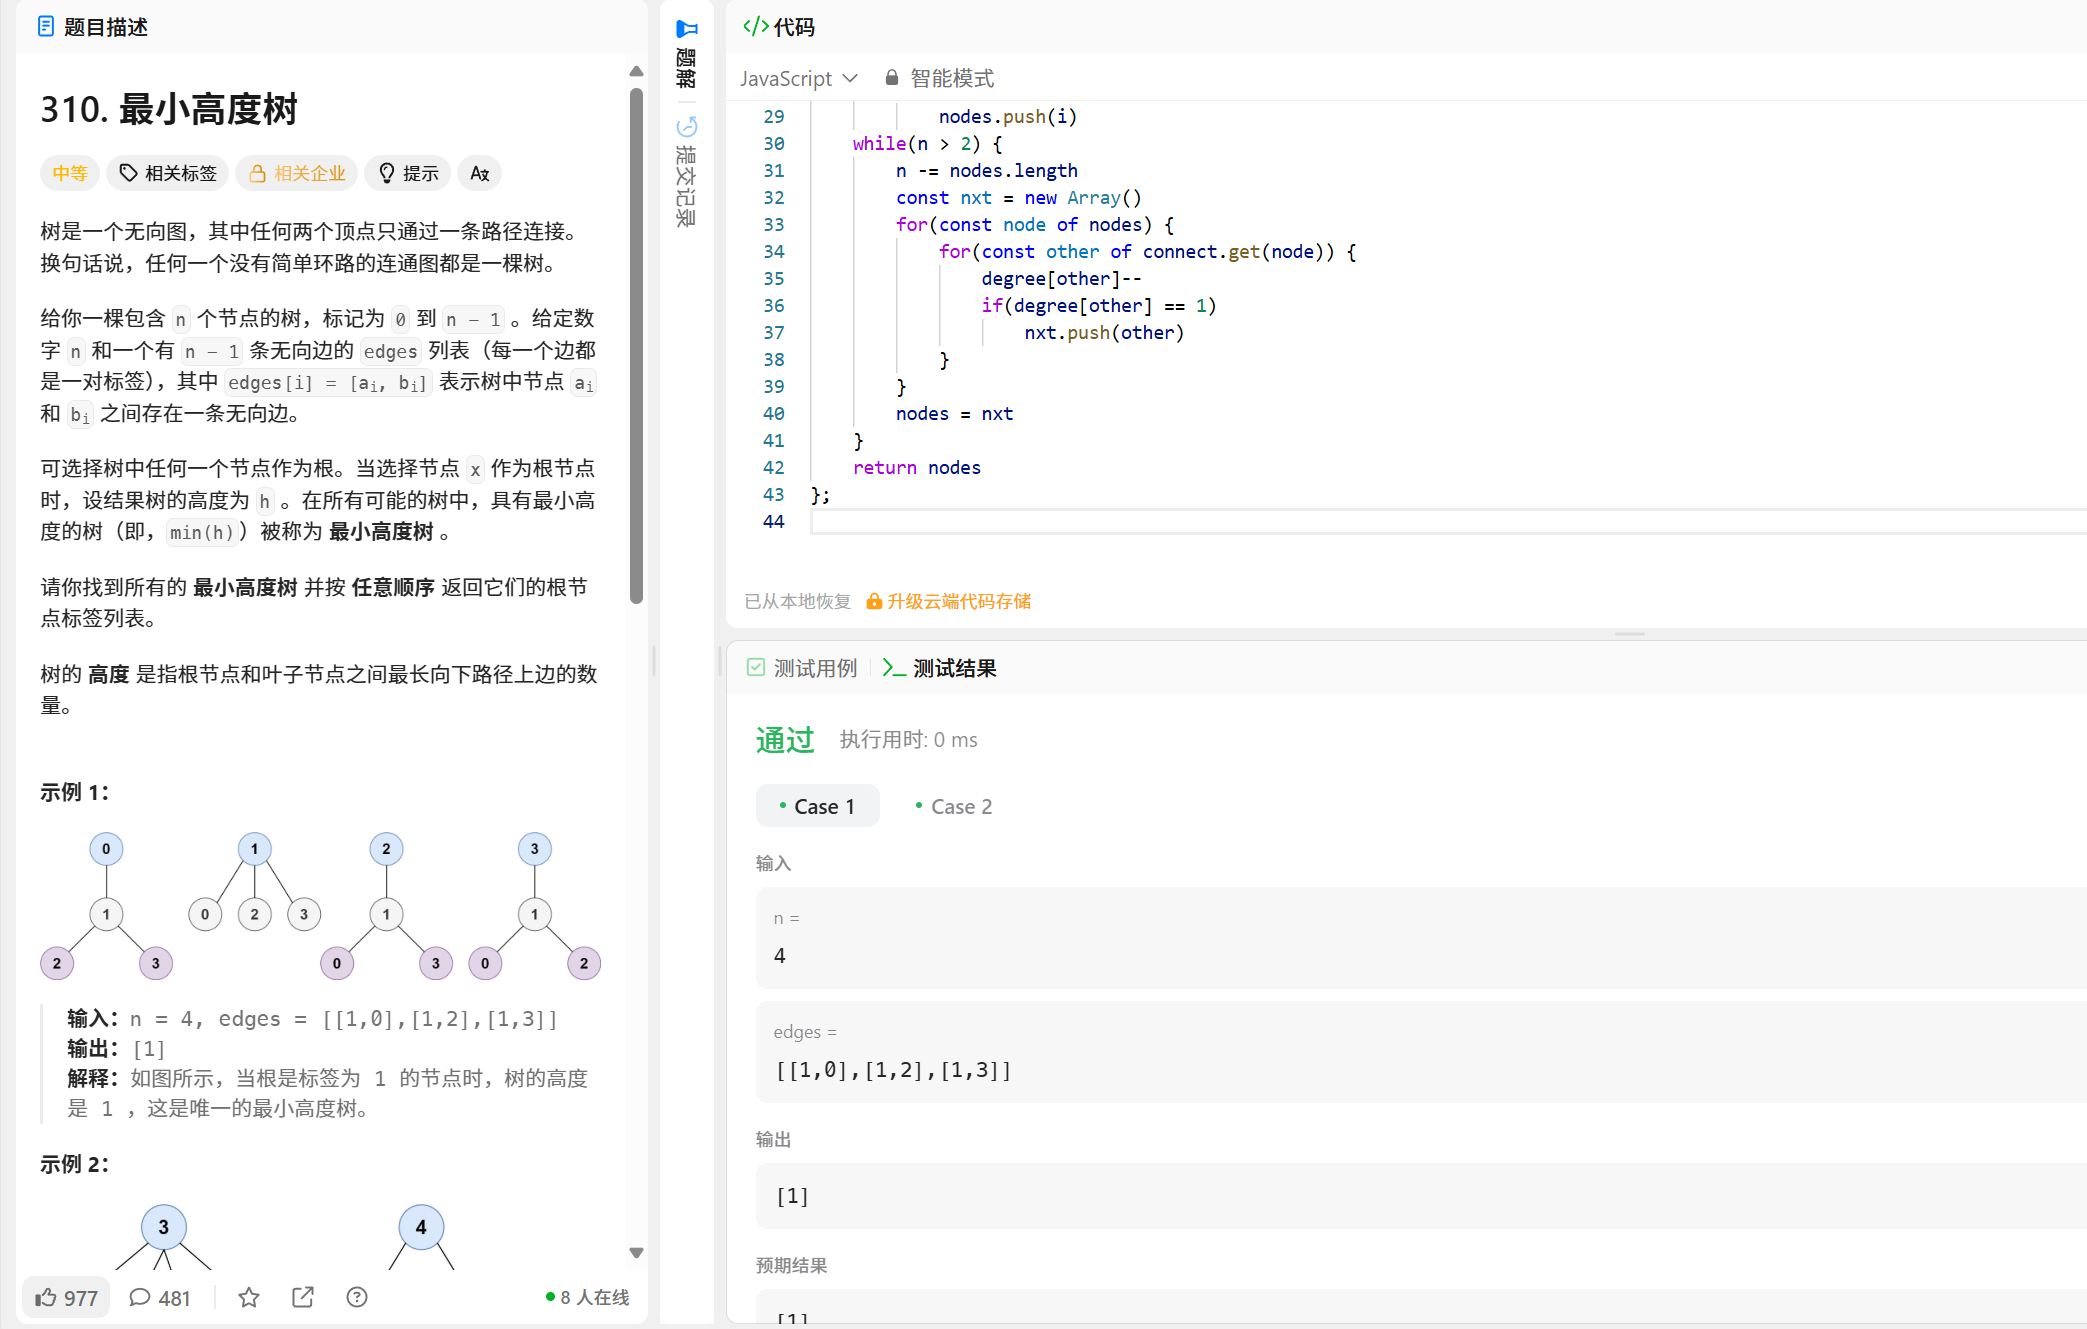 题目描述
310. 最小高度树
中等 相关标签 相关企业 提示
树是一个无向图，其中任何两个顶点只通过一条路径连接。
换句话说，任何一个没有简单环路的连通图都是一棵树。
给你一棵包含 n 个节点的树，标记为 0 到 n - 1 。给定数
字 n 和一个有 n - 1 条无向边的 edges 列表（每一个边都
是一对标签），其中 edges[i] = [ai, bi] 表示树中节点 ai
和 bi 之间存在一条无向边。
可选择树中任何一个节点作为根。当选择节点 x 作为根节点
时，设结果树的高度为 h 。在所有可能的树中，具有最小高
度的树（即，min(h)）被称为 最小高度树 。
请你找到所有的 最小高度树 并按 任意顺序 返回它们的根节
点标签列表。
树的 高度 是指根节点和叶子节点之间最长向下路径上边的数
量。
示例 1：
0 1 2 3
1 0 2 3 1 1
2 3 0 3 0 2
输入：n = 4, edges = [[1,0],[1,2],[1,3]]
输出：[1]
解释：如图所示，当根是标签为 1 的节点时，树的高度
是 1 ，这是唯一的最小高度树。
示例 2：
3 4
977 481 8 人在线
题解
提交记录
</> 代码
JavaScript 智能模式
29 nodes.push(i)
30 while(n > 2) {
31 n -= nodes.length
32 const nxt = new Array()
33 for(const node of nodes) {
34 for(const other of connect.get(node)) {
35 degree[other]--
36 if(degree[other] == 1)
37 nxt.push(other)
38 }
39 }
40 nodes = nxt
41 }
42 return nodes
43 };
44
已从本地恢复 升级云端代码存储
测试用例 >_ 测试结果
通过 执行用时: 0 ms
Case 1 Case 2
输入
n =
4
edges =
[[1,0],[1,2],[1,3]]
输出
[1]
预期结果
[1]